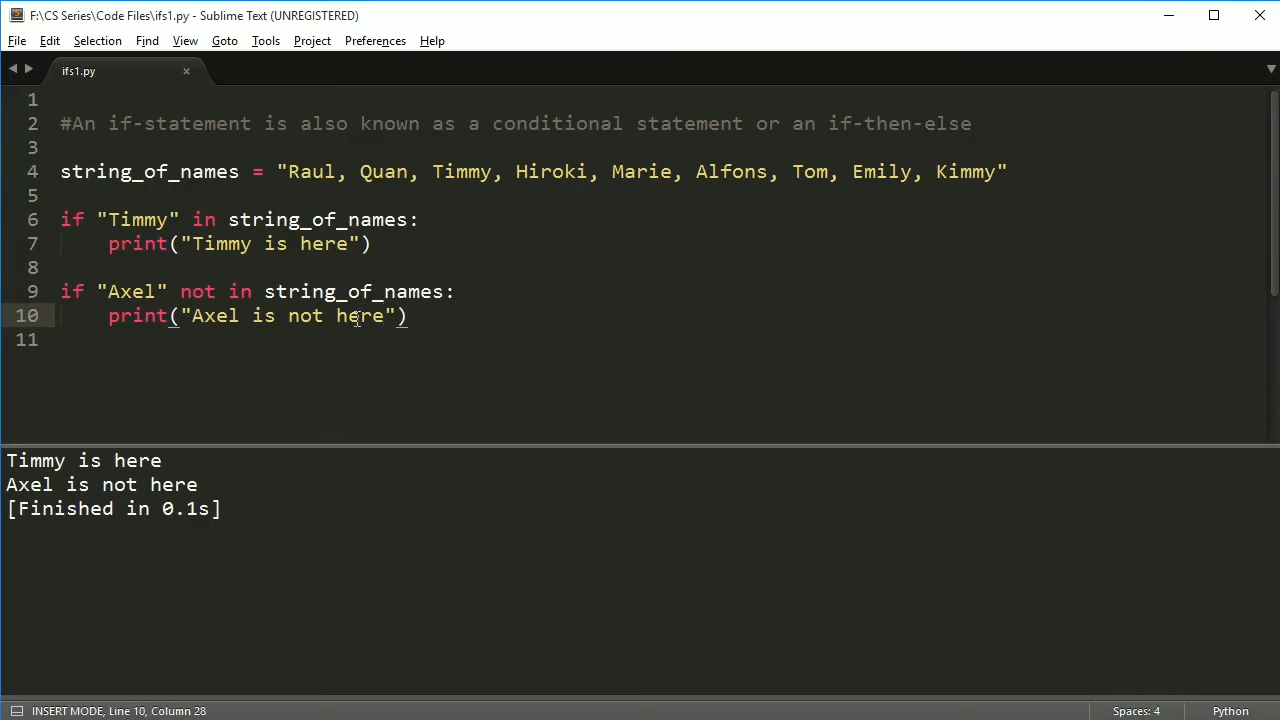 F:\CS Series\Code Files\ifs1.py - Sublime Text (UNREGISTERED)
File Edit Selection Find View Goto Tools Project Preferences Help
ifs1.py
1
2 #An if-statement is also known as a conditional statement or an if-then-else
3
4 string_of_names = "Raul, Quan, Timmy, Hiroki, Marie, Alfons, Tom, Emily, Kimmy"
5
6 if "Timmy" in string_of_names:
7 print("Timmy is here")
8
9 if "Axel" not in string_of_names:
10 print("Axel is not here")
11
Timmy is here
Axel is not here
[Finished in 0.1s]
INSERT MODE, Line 10, Column 28 Spaces: 4 Python